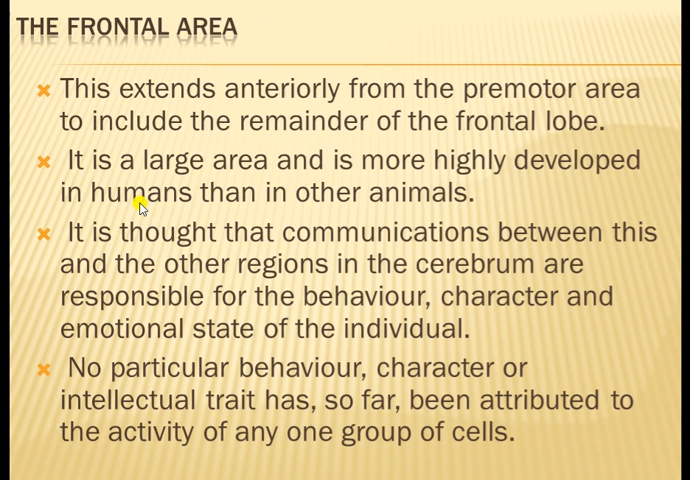 THE FRONTAL AREA
This extends anteriorly from the premotor area
to include the remainder of the frontal lobe.
It is a large area and is more highly developed
in humans than in other animals.
It is thought that communications between this
and the other regions in the cerebrum are
responsible for the behaviour, character and
emotional state of the individual.
No particular behaviour, character or
intellectual trait has, so far, been attributed to
the activity of any one group of cells.